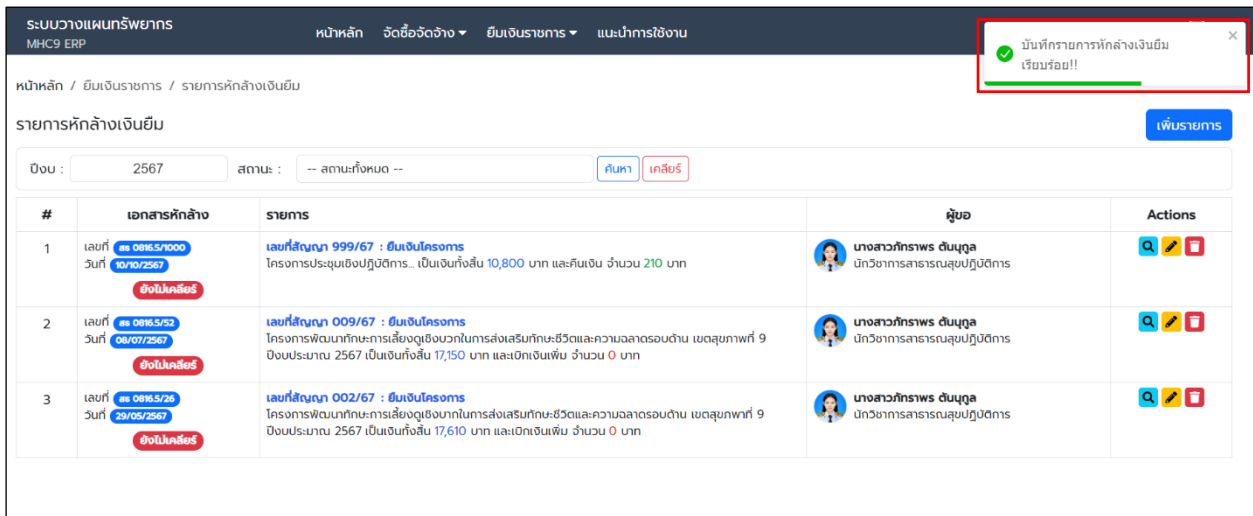 ระบบวางแผนทรัพยากร
MHC9 ERP
หน้าหลัก จัดซื้อจัดจ้าง ยืมเงินราชการ แนะนำการใช้งาน
บันทึกรายการหักล้างเงินยืม
เรียบร้อย!!
หน้าหลัก / ยืมเงินราชการ / รายการหักล้างเงินยืม
รายการหักล้างเงินยืม
เพิ่มรายการ
ปีงบ : 2567 สถานะ : -- สถานะทั้งหมด -- ค้นหา เคลียร์
# เอกสารหักล้าง รายการ ผู้ขอ Actions
1 เลขที่ สธ 0816.5/1000 เลขที่สัญญา 999/67 : ยืมเงินโครงการ นางสาวภัทราพร ตันนุกูล
วันที่ 10/10/2567 โครงการประชุมเชิงปฏิบัติการ... เป็นเงินทั้งสิ้น 10,800 บาท และคืนเงิน จำนวน 210 บาท นักวิชาการสาธารณสุขปฏิบัติการ
ยังไม่เคลียร์
2 เลขที่ สธ 0816.5/52 เลขที่สัญญา 009/67 : ยืมเงินโครงการ นางสาวภัทราพร ตันนุกูล
วันที่ 08/07/2567 โครงการพัฒนาทักษะการเลี้ยงดูเชิงบวกในการส่งเสริมทักษะชีวิตและความฉลาดรอบด้าน เขตสุขภาพที่ 9 นักวิชาการสาธารณสุขปฏิบัติการ
ยังไม่เคลียร์ ปีงบประมาณ 2567 เป็นเงินทั้งสิ้น 17,150 บาท และเบิกเงินเพิ่ม จำนวน 0 บาท
3 เลขที่ สธ 0816.5/26 เลขที่สัญญา 002/67 : ยืมเงินโครงการ นางสาวภัทราพร ตันนุกูล
วันที่ 29/05/2567 โครงการพัฒนาทักษะการเลี้ยงดูเชิงบวกในการส่งเสริมทักษะชีวิตและความฉลาดรอบด้าน เขตสุขภาพที่ 9 นักวิชาการสาธารณสุขปฏิบัติการ
ยังไม่เคลียร์ ปีงบประมาณ 2567 เป็นเงินทั้งสิ้น 17,610 บาท และเบิกเงินเพิ่ม จำนวน 0 บาท